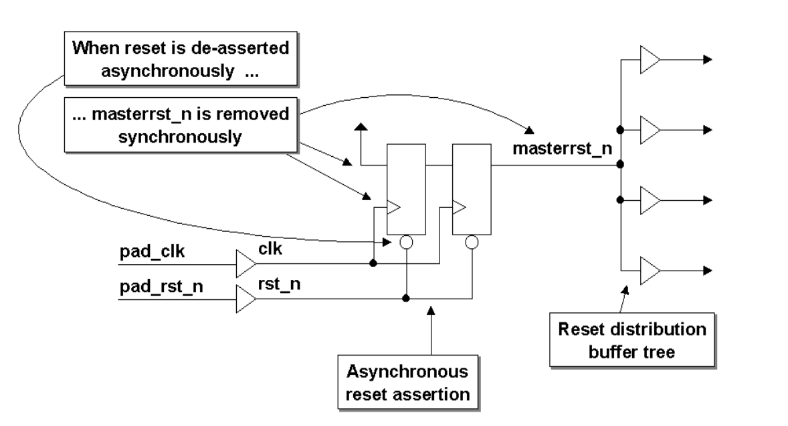 When reset is de-asserted
asynchronously ...
... masterrst_n is removed
synchronously
masterrst_n
pad_clk
clk
pad_rst_n
rst_n
Reset distribution
buffer tree
Asynchronous
reset assertion